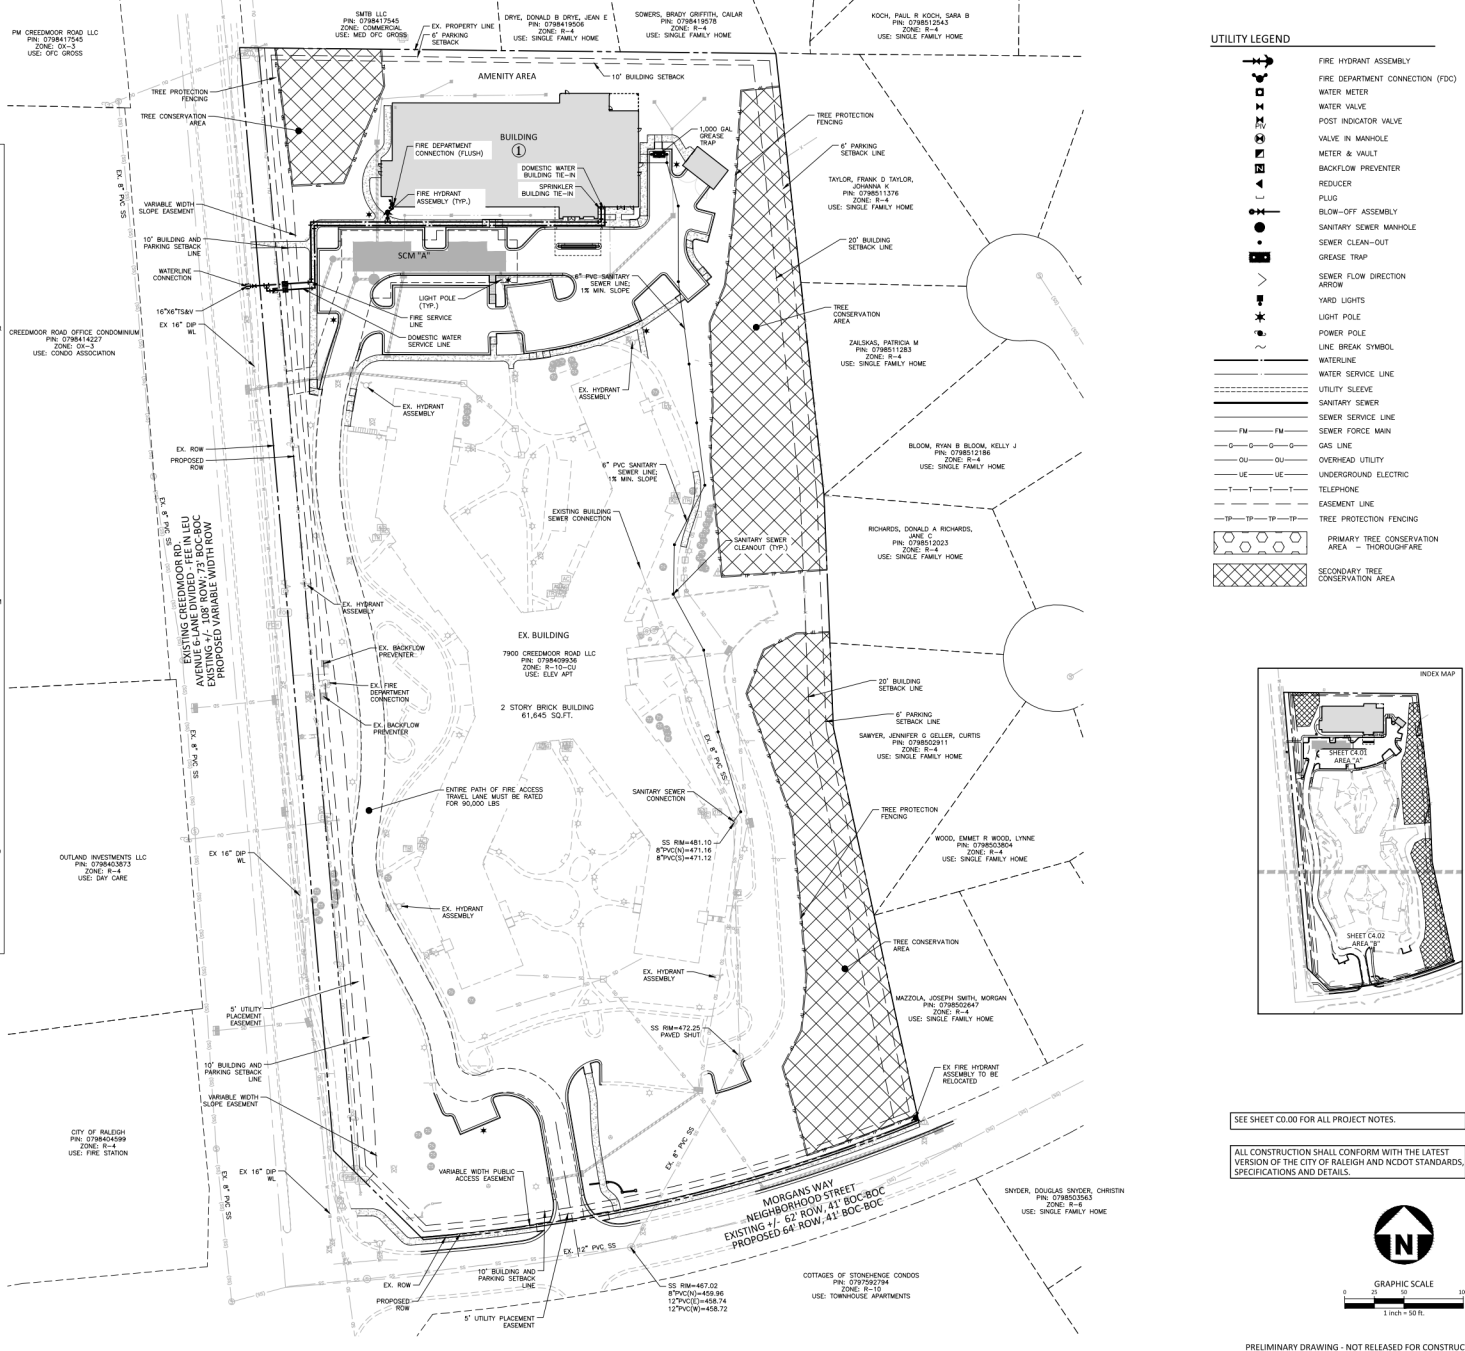 PM CREEDMOOR ROAD LLC
PIN: 0798417545
ZONE: OX-3
USE: OFC GROSS
SMTB LLC
PIN: 0798417545
ZONE: COMMERCIAL
USE: MED OFC GROSS
EX. PROPERTY LINE
6' PARKING
SETBACK
DRYE, DONALD B DRYE, JEAN E
PIN: 0798419506
ZONE: R-4
USE: SINGLE FAMILY HOME
SOWERS, BRADY GRIFFITH, CAILAR
PIN: 0798419578
ZONE: R-4
USE: SINGLE FAMILY HOME
KOCH, PAUL R KOCH, SARA B
PIN: 0798512543
ZONE: R-4
USE: SINGLE FAMILY HOME
AMENITY AREA
10' BUILDING SETBACK
TREE PROTECTION
FENCING
TREE CONSERVATION
AREA
BUILDING
1
FIRE DEPARTMENT
CONNECTION (FLUSH)
FIRE HYDRANT
ASSEMBLY (TYP.)
DOMESTIC WATER
BUILDING TIE-IN
SPRINKLER
BUILDING TIE-IN
1,000 GAL
GREASE
TRAP
TREE PROTECTION
FENCING
6' PARKING
SETBACK LINE
TAYLOR, FRANK D TAYLOR,
JOHANNA K
PIN: 0798511376
ZONE: R-4
USE: SINGLE FAMILY HOME
EX. 8" PVC SS
VARIABLE WIDTH
SLOPE EASEMENT
10' BUILDING AND
PARKING SETBACK
LINE
WATERLINE
CONNECTION
16"X6"TS&V
EX 16" DIP
WL
SCM "A"
LIGHT POLE
(TYP.)
FIRE SERVICE
LINE
DOMESTIC WATER
SERVICE LINE
6" PVC SANITARY
SEWER LINE;
1% MIN. SLOPE
20' BUILDING
SETBACK LINE
TREE
CONSERVATION
AREA
CREEDMOOR ROAD OFFICE CONDOMINIUM
PIN: 0798414227
ZONE: OX-3
USE: CONDO ASSOCIATION
ZAILSKAS, PATRICIA M
PIN: 0798511283
ZONE: R-4
USE: SINGLE FAMILY HOME
EX. HYDRANT
ASSEMBLY
EX. HYDRANT
ASSEMBLY
EX. ROW
PROPOSED
ROW
BLOOM, RYAN B BLOOM, KELLY J
PIN: 0798512186
ZONE: R-4
USE: SINGLE FAMILY HOME
6" PVC SANITARY
SEWER LINE;
1% MIN. SLOPE
EXISTING BUILDING
SEWER CONNECTION
SANITARY SEWER
CLEANOUT (TYP.)
RICHARDS, DONALD A RICHARDS,
JANE C
PIN: 0798512023
ZONE: R-4
USE: SINGLE FAMILY HOME
EX. 8" PVC SS
EXISTING CREEDMOOR RD.
AVENUE 6-LANE DIVIDED - FEE IN LEU
EXISTING +/- 108' ROW; 73' BOC-BOC
PROPOSED VARIABLE WIDTH ROW
EX. HYDRANT
ASSEMBLY
EX. BACKFLOW
PREVENTER
EX. FIRE
DEPARTMENT
CONNECTION
EX. BACKFLOW
PREVENTER
EX. BUILDING
7900 CREEDMOOR ROAD LLC
PIN: 0798409936
ZONE: R-10-CU
USE: ELEV APT
2 STORY BRICK BUILDING
61,645 SQ.FT.
20' BUILDING
SETBACK LINE
6' PARKING
SETBACK LINE
SAWYER, JENNIFER G GELLER, CURTIS
PIN: 0798502911
ZONE: R-4
USE: SINGLE FAMILY HOME
EX. 8" PVC SS
EX. 8" PVC SS
ENTIRE PATH OF FIRE ACCESS
TRAVEL LANE MUST BE RATED
FOR 90,000 LBS
SANITARY SEWER
CONNECTION
TREE PROTECTION
FENCING
SS RIM=481.10
8"PVC(N)=471.16
8"PVC(S)=471.12
WOOD, EMMET R WOOD, LYNNE
PIN: 0798503804
ZONE: R-4
USE: SINGLE FAMILY HOME
OUTLAND INVESTMENTS LLC
PIN: 0798403873
ZONE: R-4
USE: DAY CARE
EX 16" DIP
WL
EX. HYDRANT
ASSEMBLY
TREE CONSERVATION
AREA
EX. HYDRANT
ASSEMBLY
MAZZOLA, JOSEPH SMITH, MORGAN
PIN: 0798502647
ZONE: R-4
USE: SINGLE FAMILY HOME
5' UTILITY
PLACEMENT
EASEMENT
SS RIM=472.25
PAVED SHUT
10' BUILDING AND
PARKING SETBACK
LINE
VARIABLE WIDTH
SLOPE EASEMENT
EX FIRE HYDRANT
ASSEMBLY TO BE
RELOCATED
CITY OF RALEIGH
PIN: 0798404599
ZONE: R-4
USE: FIRE STATION
EX 16" DIP
WL
EX. 8" PVC SS
VARIABLE WIDTH PUBLIC
ACCESS EASEMENT
EX. 8" PVC SS
MORGANS WAY
NEIGHBORHOOD STREET
EXISTING +/- 62' ROW, 41' BOC-BOC
PROPOSED 64' ROW, 41' BOC-BOC
SNYDER, DOUGLAS SNYDER, CHRISTIN
PIN: 0798503563
ZONE: R-6
USE: SINGLE FAMILY HOME
EX. 12" PVC SS
EX. ROW
PROPOSED
ROW
10' BUILDING AND
PARKING SETBACK
LINE
5' UTILITY PLACEMENT
EASEMENT
SS RIM=467.02
8"PVC(N)=459.96
12"PVC(E)=458.74
12"PVC(W)=458.72
COTTAGES OF STONEHENGE CONDOS
PIN: 0797592794
ZONE: R-10
USE: TOWNHOUSE APARTMENTS
UTILITY LEGEND
FIRE HYDRANT ASSEMBLY
FIRE DEPARTMENT CONNECTION (FDC)
WATER METER
WATER VALVE
PIV
POST INDICATOR VALVE
VALVE IN MANHOLE
METER & VAULT
BACKFLOW PREVENTER
REDUCER
PLUG
BLOW-OFF ASSEMBLY
SANITARY SEWER MANHOLE
SEWER CLEAN-OUT
GREASE TRAP
SEWER FLOW DIRECTION
ARROW
YARD LIGHTS
LIGHT POLE
POWER POLE
LINE BREAK SYMBOL
WATERLINE
WATER SERVICE LINE
UTILITY SLEEVE
SANITARY SEWER
SEWER SERVICE LINE
FM FM SEWER FORCE MAIN
G G G G GAS LINE
OU OU OVERHEAD UTILITY
UE UE UNDERGROUND ELECTRIC
T T T T TELEPHONE
EASEMENT LINE
TP TP TP TP TREE PROTECTION FENCING
PRIMARY TREE CONSERVATION
AREA - THOROUGHFARE
SECONDARY TREE
CONSERVATION AREA
INDEX MAP
SHEET C4.01
AREA "A"
SHEET C4.02
AREA "B"
SEE SHEET C0.00 FOR ALL PROJECT NOTES.
ALL CONSTRUCTION SHALL CONFORM WITH THE LATEST
VERSION OF THE CITY OF RALEIGH AND NCDOT STANDARDS,
SPECIFICATIONS AND DETAILS.
N
GRAPHIC SCALE
0 25 50 10
1 inch = 50 ft.
PRELIMINARY DRAWING - NOT RELEASED FOR CONSTRUC